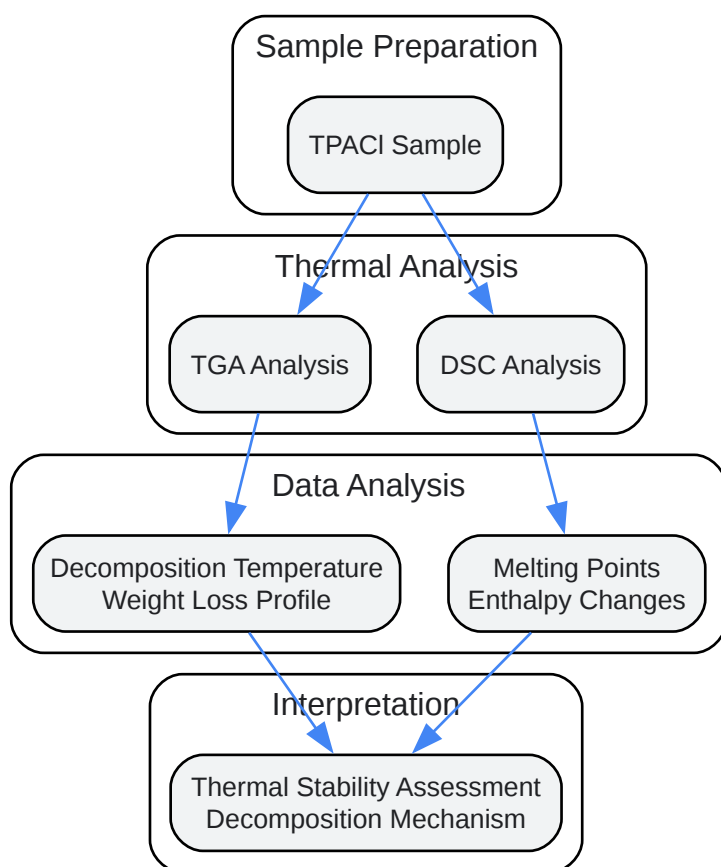 Sample Preparation
TPACl Sample
Thermal Analysis
TGA Analysis
DSC Analysis
Data Analysis
Decomposition Temperature
Weight Loss Profile
Melting Points
Enthalpy Changes
Interpretation
Thermal Stability Assessment
Decomposition Mechanism